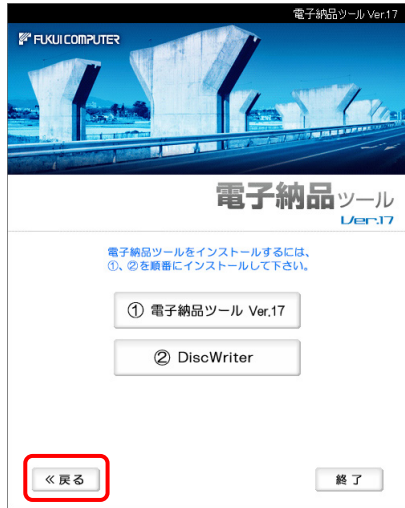 電子納品ツール Ver.17
FUKUI COMPUTER
電子納品ツール
Ver.17
電子納品ツールをインストールするには、
①、②を順番にインストールして下さい。
① 電子納品ツール Ver.17
② DiscWriter
≪戻る
終了